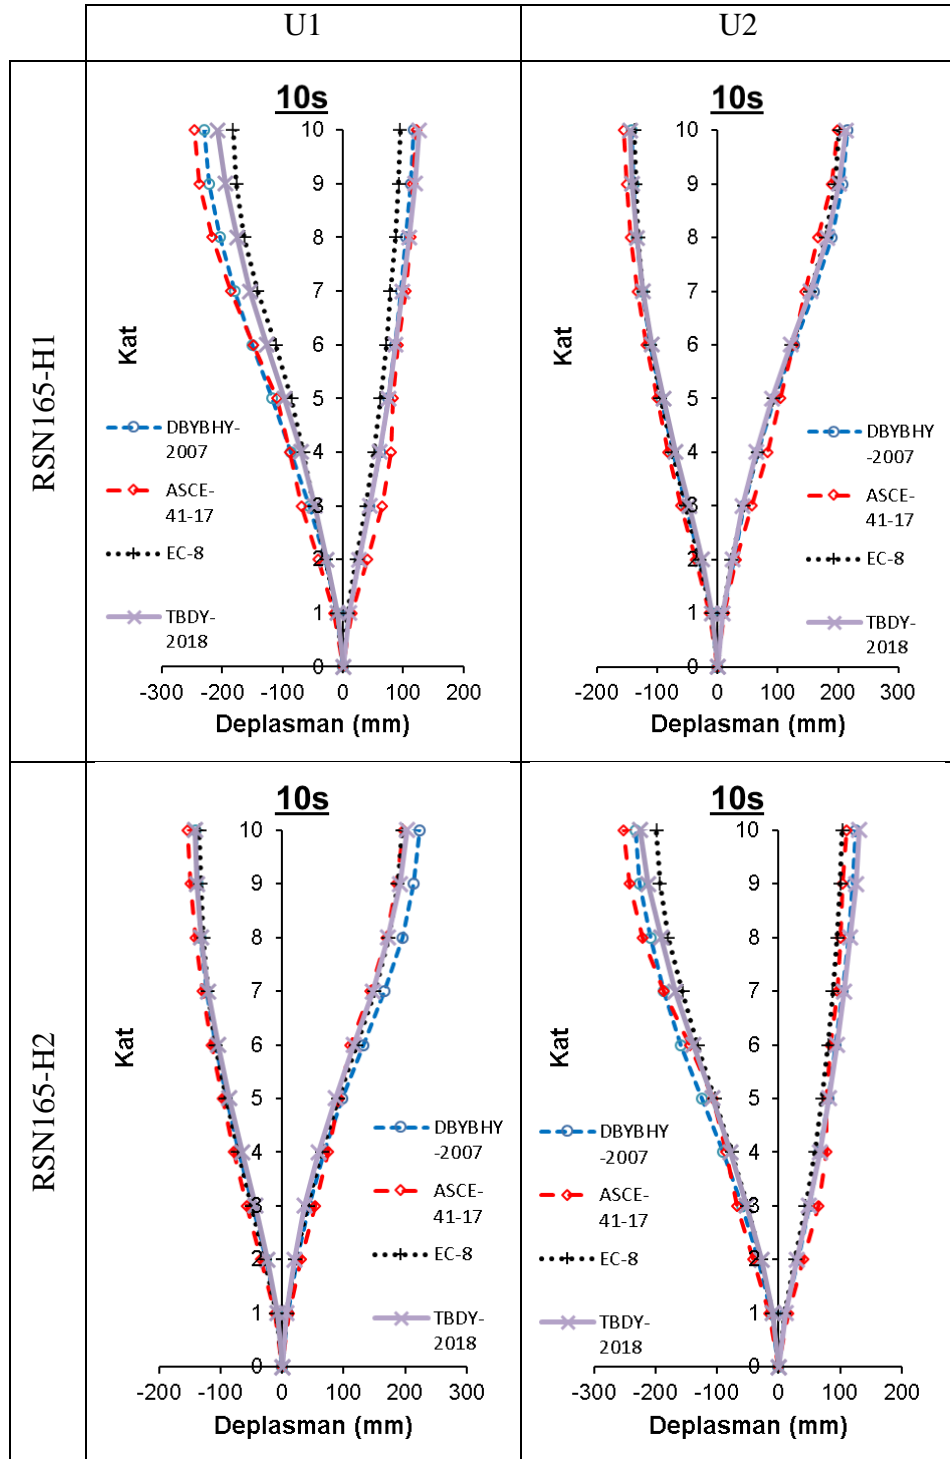 U1
U2
RSN165-H1
10s
10
9
8
7
6
5
4
3
2
1
0
Kat
DBYBHY-
2007
ASCE-
41-17
EC-8
TBDY-
2018
-300 -200 -100 0 100 200
Deplasman (mm)
10s
10
9
8
7
6
5
4
3
2
1
0
Kat
DBYBHY
-2007
ASCE-
41-17
EC-8
TBDY-
2018
-200 -100 0 100 200 300
Deplasman (mm)
RSN165-H2
10s
10
9
8
7
6
5
4
3
2
1
0
Kat
DBYBHY
-2007
ASCE-
41-17
EC-8
TBDY-
2018
-200 -100 0 100 200 300
Deplasman (mm)
10s
10
9
8
7
6
5
4
3
2
1
0
Kat
DBYBHY
-2007
ASCE-
41-17
EC-8
TBDY-
2018
-300 -200 -100 0 100 200
Deplasman (mm)